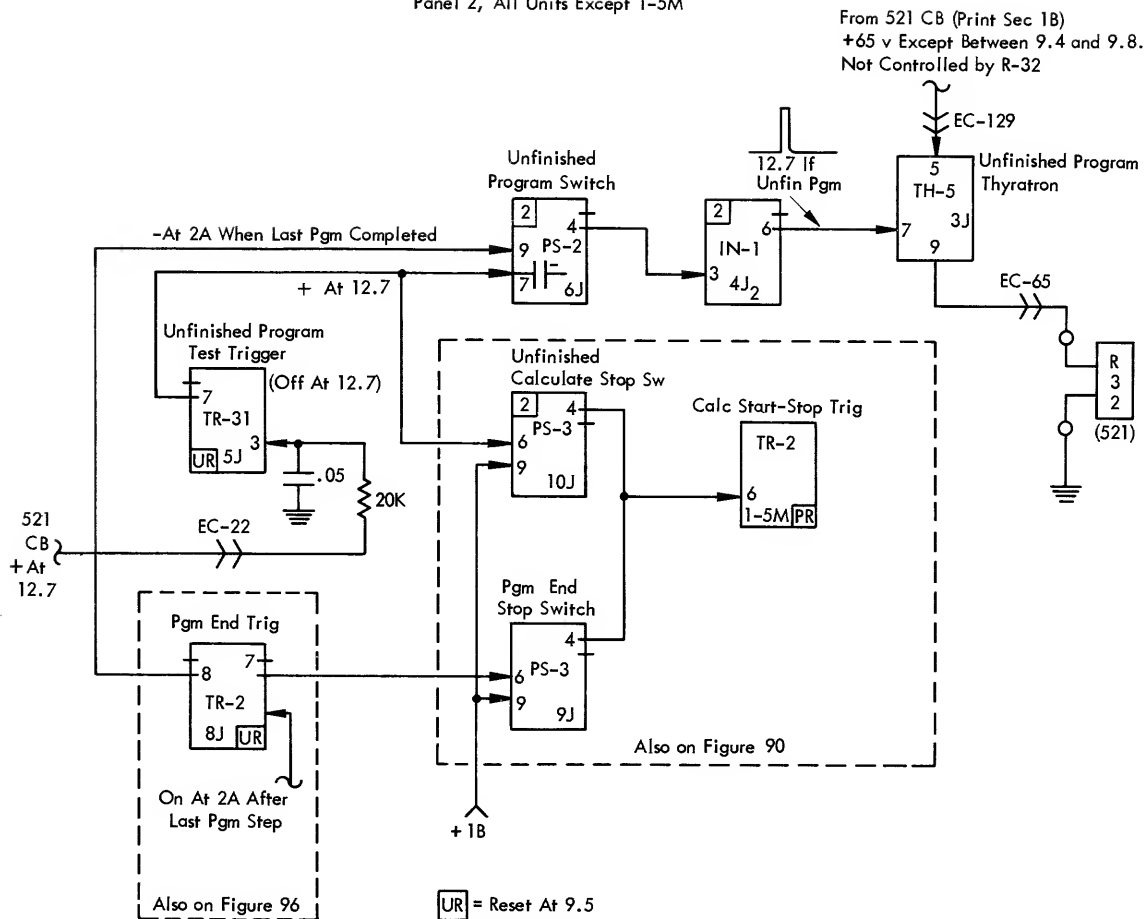 Panel 2, All Units Except 1-5M
From 521 CB (Print Sec 1B)
+65 v Except Between 9.4 and 9.8.
Not Controlled by R-32
EC-129
5
TH-5
3J
7
9
Unfinished Program
Thyratron
12.7 If
Unfin Pgm
Unfinished
Program Switch
2
4
9
PS-2
7
6J
2
6
IN-1
3
4J2
-At 2A When Last Pgm Completed
+ At 12.7
EC-65
R
3
2
(521)
Unfinished Program
Test Trigger
(Off At 12.7)
7
TR-31
3
UR
5J
.05
20K
EC-22
521
CB
+At
12.7
Unfinished
Calculate Stop Sw
2
4
PS-3
6
9
10J
Calc Start-Stop Trig
TR-2
6
1-5M
PR
Pgm End
Stop Switch
4
PS-3
6
9
9J
Also on Figure 90
+1B
Pgm End Trig
7
8
TR-2
8J
UR
On At 2A After
Last Pgm Step
Also on Figure 96
UR = Reset At 9.5